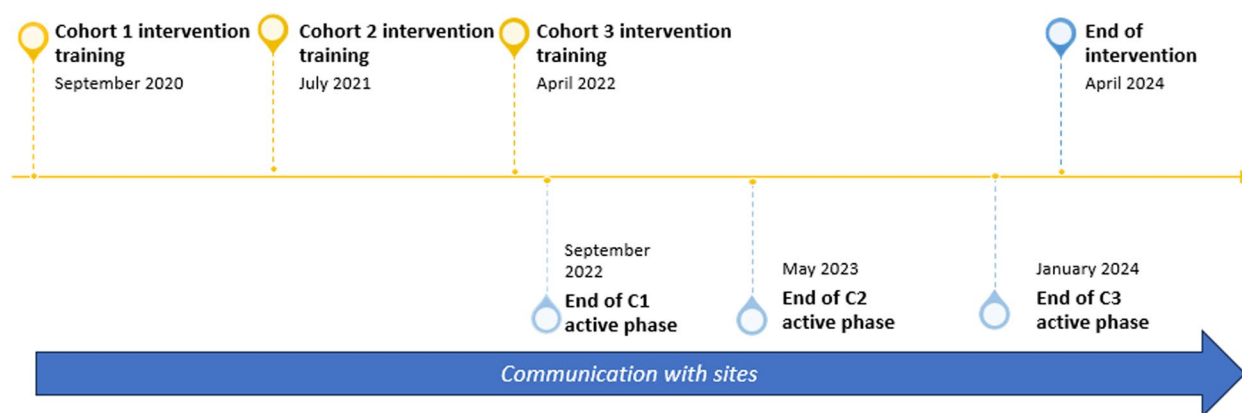 Cohort 1 intervention
training
September 2020
Cohort 2 intervention
training
July 2021
Cohort 3 intervention
training
April 2022
End of
intervention
April 2024
September
2022
End of C1
active phase
May 2023
End of C2
active phase
January 2024
End of C3
active phase
Communication with sites